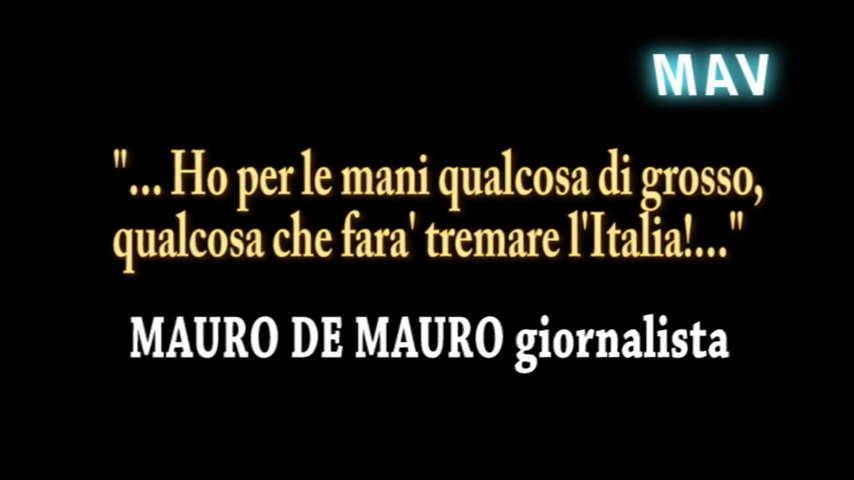 MAV
"... Ho per le mani qualcosa di grosso,
qualcosa che fara' tremare l'Italia!..."
MAURO DE MAURO giornalista